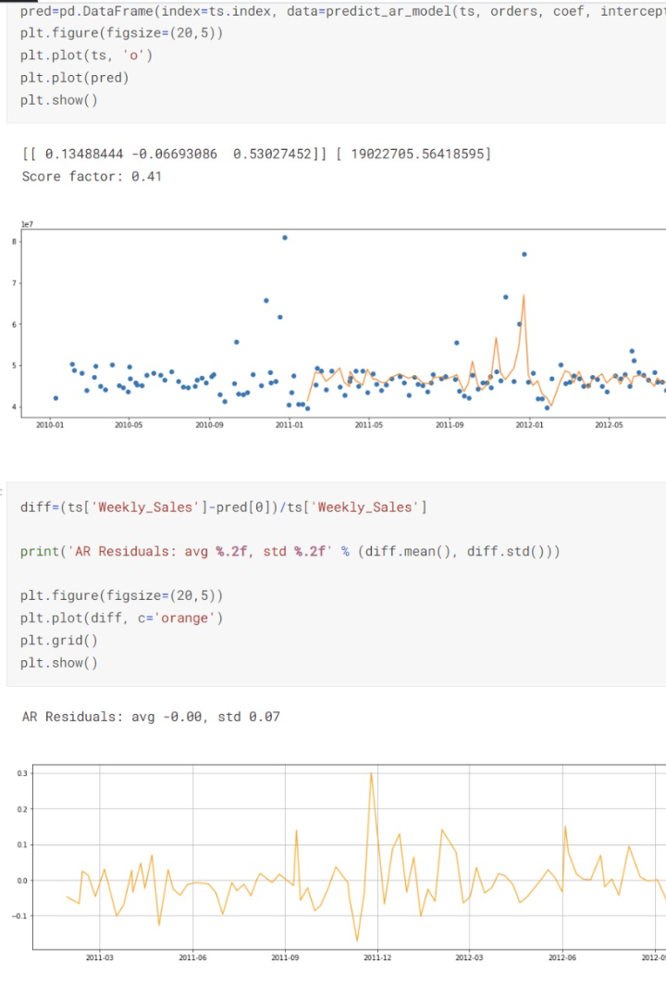 pred=pd.DataFrame(index=ts.index, data=predict_ar_model(ts, orders, coef, intercept
plt.figure(figsize=(20,5))
plt.plot(ts, 'o')
plt.plot(pred)
plt.show()
[[ 0.13488444 -0.06693086  0.53027452]] [ 19022705.56418595]
Score factor: 0.41
1e7
8
7
6
5
4
2010-01 2010-05 2010-09 2011-01 2011-05 2011-09 2012-01 2012-05
diff=(ts['Weekly_Sales']-pred[0])/ts['Weekly_Sales']
print('AR Residuals: avg %.2f, std %.2f' % (diff.mean(), diff.std()))
plt.figure(figsize=(20,5))
plt.plot(diff, c='orange')
plt.grid()
plt.show()
AR Residuals: avg -0.00, std 0.07
0.3
0.2
0.1
0.0
−0.1
2011-03 2011-06 2011-09 2011-12 2012-03 2012-06 2012-09